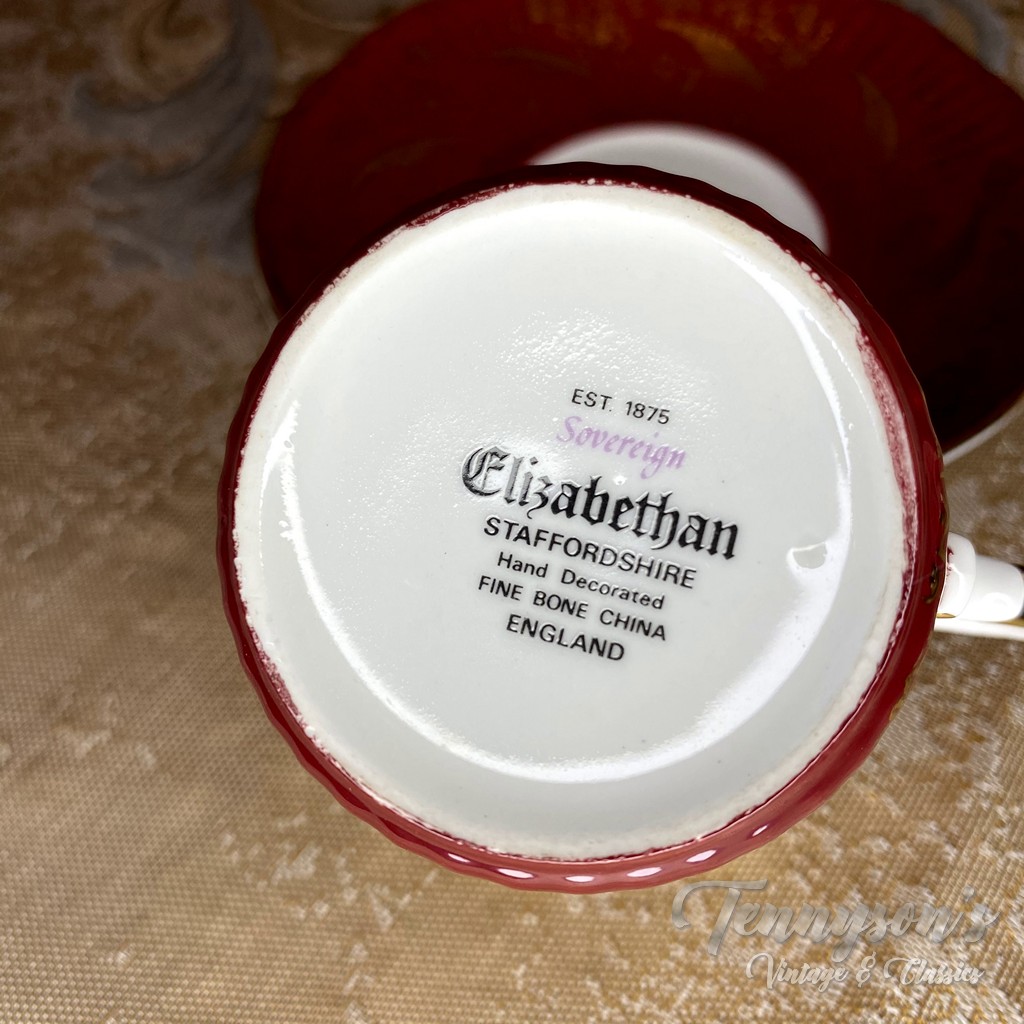 EST. 1875
Sovereign
Elizabethan
STAFFORDSHIRE
Hand Decorated
FINE BONE CHINA
ENGLAND
Tennyson's
Vintage & Classics